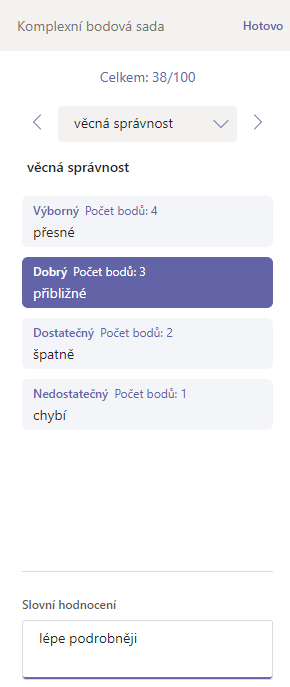 Komplexní bodová sada Hotovo
Celkem: 38/100
věcná správnost
věcná správnost
Výborný Počet bodů: 4
přesné
Dobrý Počet bodů: 3
přibližné
Dostatečný Počet bodů: 2
špatně
Nedostatečný Počet bodů: 1
chybí
Slovní hodnocení
lépe podrobněji